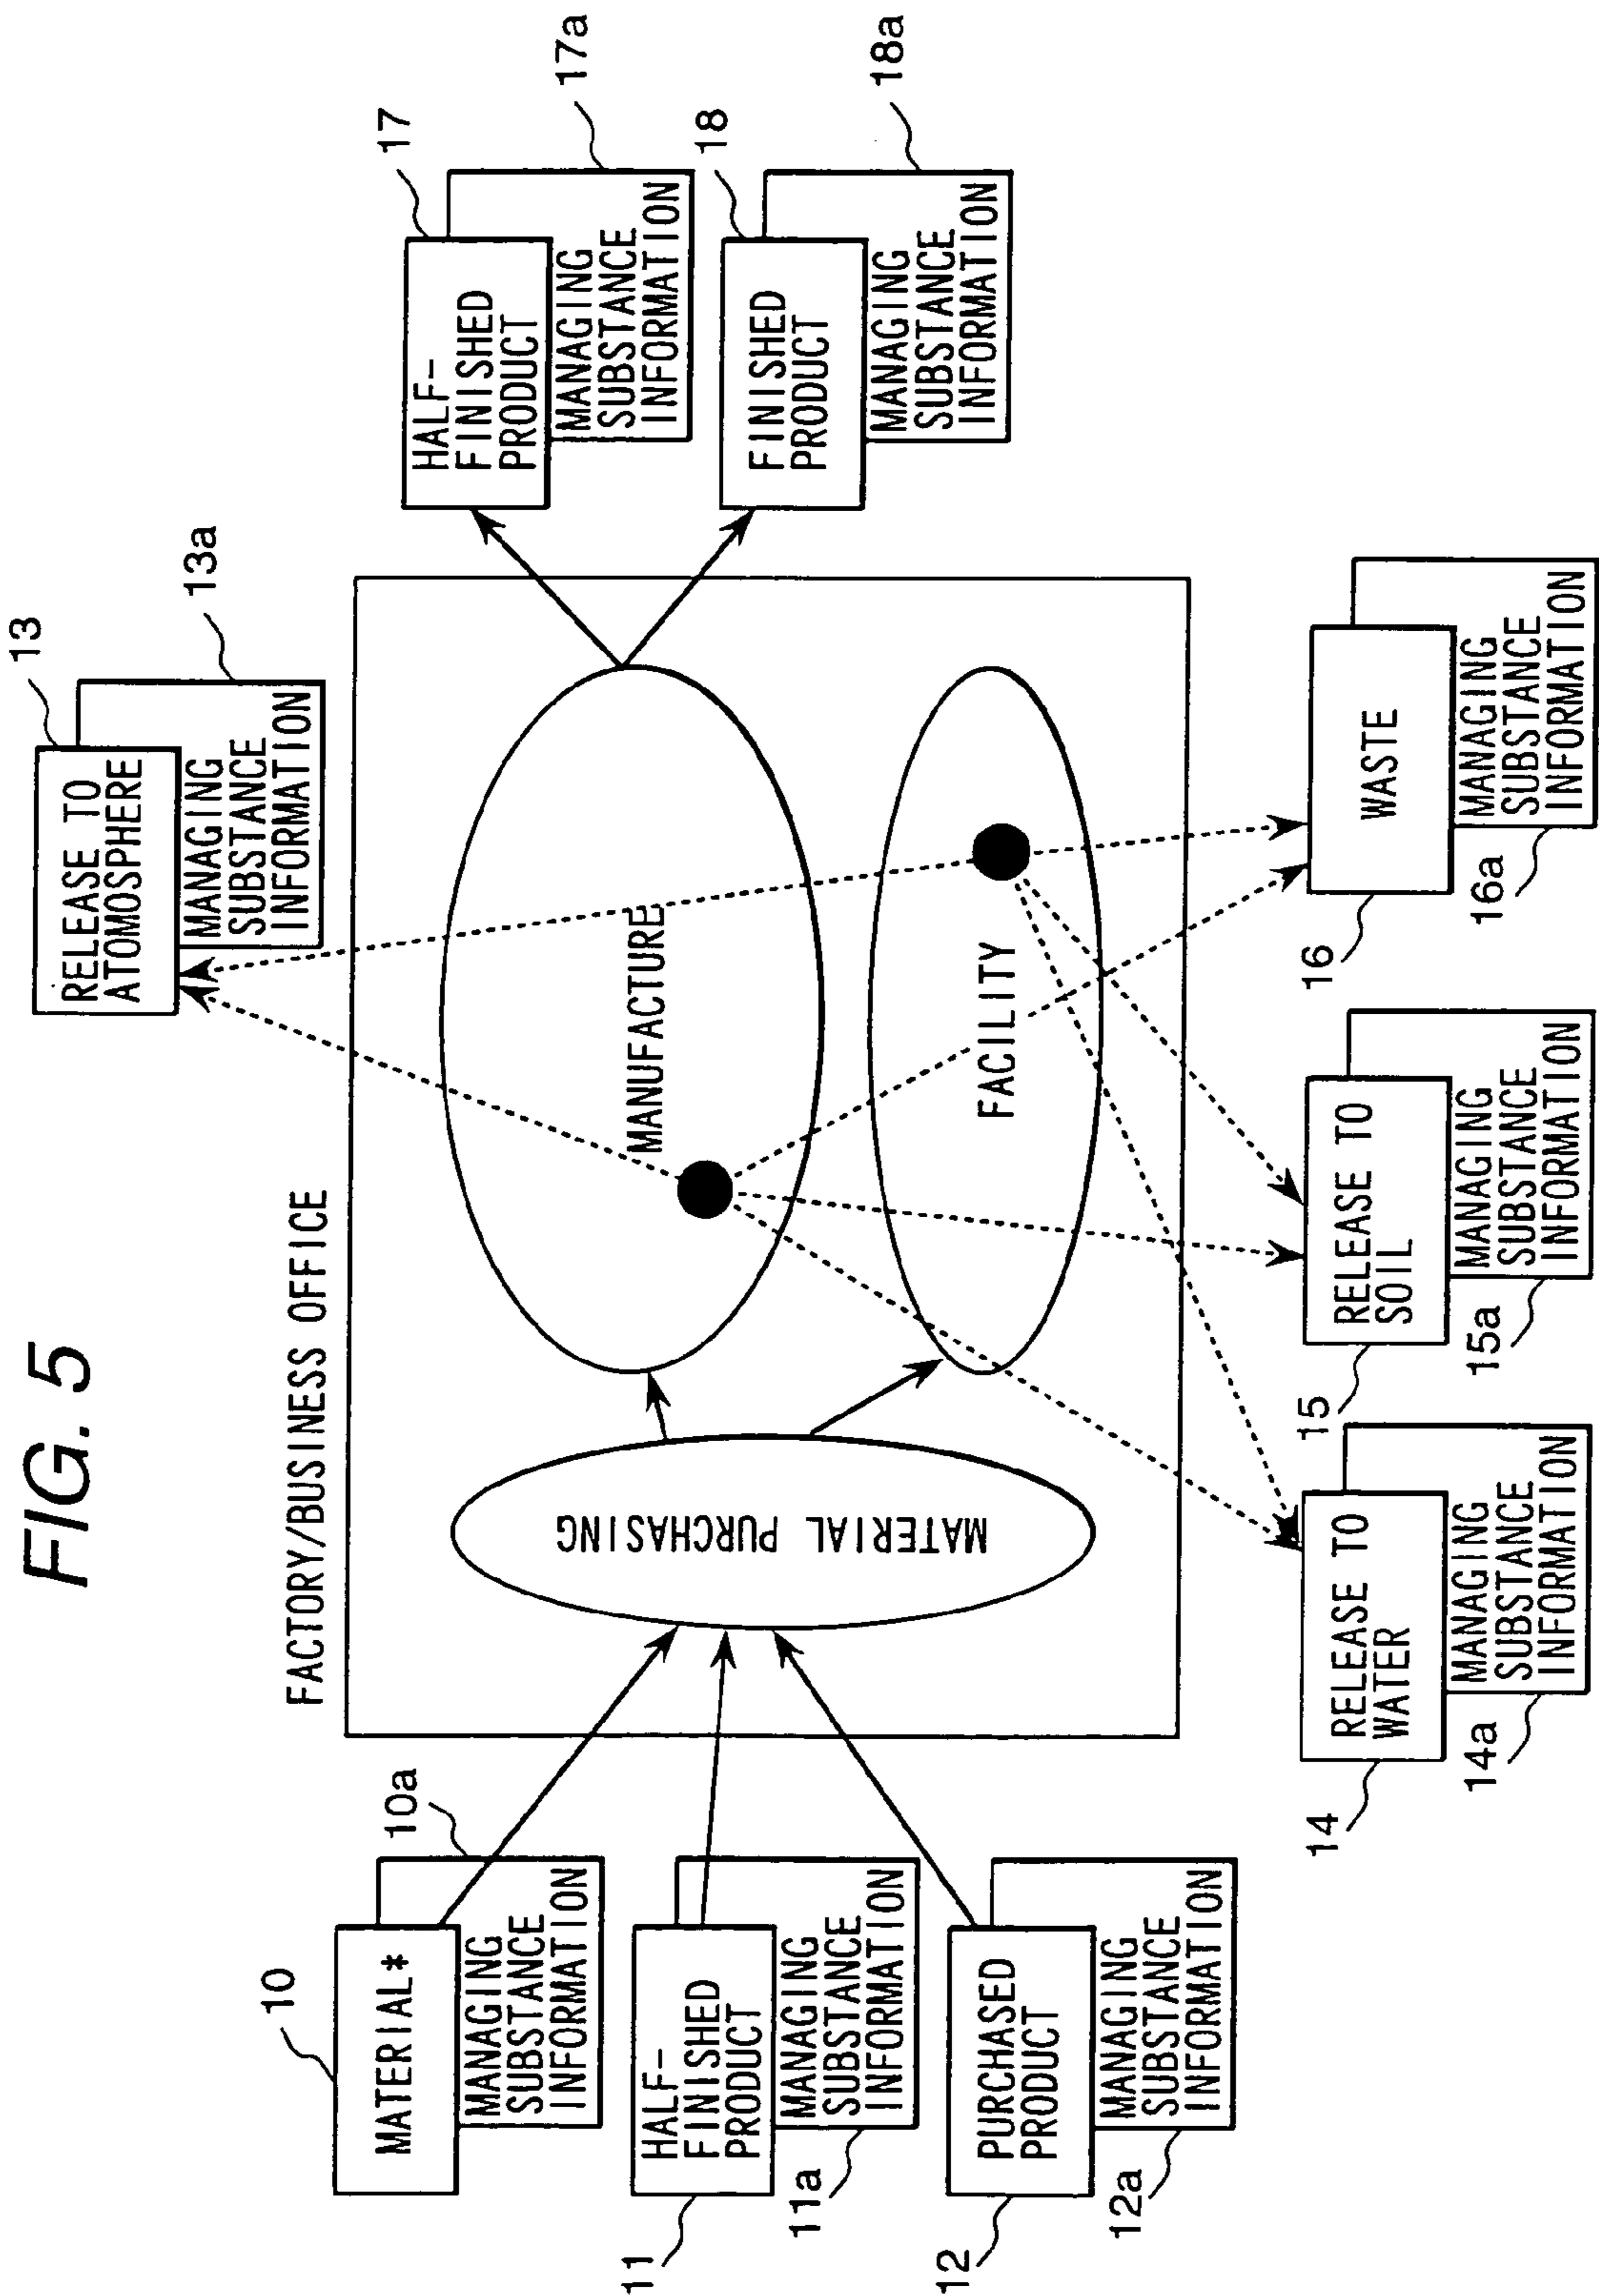 FIG. 5
FACTORY/BUSINESS OFFICE
13
RELEASE TO
ATOMOSPHERE
MANAGING
SUBSTANCE
INFORMATION
13a
10
MATERIAL*
MANAGING
SUBSTANCE
INFORMATION
10a
11
HALF-
FINISHED
PRODUCT
MANAGING
SUBSTANCE
INFORMATION
11a
12
PURCHASED
PRODUCT
MANAGING
SUBSTANCE
INFORMATION
12a
MATERIAL PURCHASING
MANUFACTURE
FACILITY
17
HALF-
FINISHED
PRODUCT
MANAGING
SUBSTANCE
INFORMATION
17a
18
FINISHED
PRODUCT
MANAGING
SUBSTANCE
INFORMATION
18a
14
RELEASE TO
WATER
MANAGING
SUBSTANCE
INFORMATION
14a
15
RELEASE TO
SOIL
MANAGING
SUBSTANCE
INFORMATION
15a
16
WASTE
MANAGING
SUBSTANCE
INFORMATION
16a